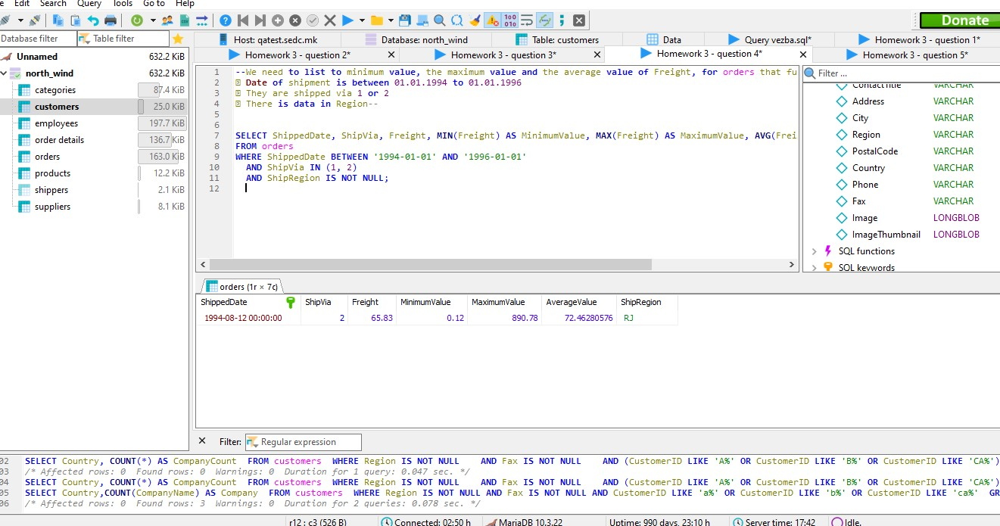 Edit Search Query Tools Go to Help
Donate
Database filter Table filter
Host: qatest.sedc.mk Database: north_wind Table: customers Data Query vezba.sql* Homework 3 - question 1*
Homework 3 - question 2* Homework 3 - question 3* Homework 3 - question 4* Homework 3 - question 5*
Unnamed 632.2 KiB
north_wind 632.2 KiB
categories 87.4 KiB
customers 25.0 KiB
employees 197.7 KiB
order details 136.7 KiB
orders 163.0 KiB
products 12.2 KiB
shippers 2.1 KiB
suppliers 8.1 KiB
1 --We need to list to minimum value, the maximum value and the average value of Freight, for orders that fu
2 Date of shipment is between 01.01.1994 to 01.01.1996
3 They are shipped via 1 or 2
4 There is data in Region--
5
6
7 SELECT ShippedDate, ShipVia, Freight, MIN(Freight) AS MinimumValue, MAX(Freight) AS MaximumValue, AVG(Frei
8 FROM orders
9 WHERE ShippedDate BETWEEN '1994-01-01' AND '1996-01-01'
10 AND ShipVia IN (1, 2)
11 AND ShipRegion IS NOT NULL;
12
Filter ...
ContactTitle VARCHAR
Address VARCHAR
City VARCHAR
Region VARCHAR
PostalCode VARCHAR
Country VARCHAR
Phone VARCHAR
Fax VARCHAR
Image LONGBLOB
ImageThumbnail LONGBLOB
SQL functions
SQL keywords
orders (1r × 7c)
ShippedDate ShipVia Freight MinimumValue MaximumValue AverageValue ShipRegion
1994-08-12 00:00:00 2 65.83 0.12 890.78 72.46280576 RJ
Filter: Regular expression
02 SELECT Country, COUNT(*) AS CompanyCount FROM customers WHERE Region IS NOT NULL AND Fax IS NOT NULL AND (CustomerID LIKE 'A%' OR CustomerID LIKE 'B%' OR CustomerID LIKE 'CA%')
03 /* Affected rows: 0 Found rows: 0 Warnings: 0 Duration for 1 query: 0.047 sec. */
04 SELECT Country, COUNT(*) AS CompanyCount FROM customers WHERE Region IS NOT NULL AND Fax IS NOT NULL AND (CustomerID LIKE 'A%' OR CustomerID LIKE 'B%' OR CustomerID LIKE 'CA%')
05 SELECT Country,COUNT(CompanyName) AS Company FROM customers WHERE Region IS NOT NULL AND Fax IS NOT NULL AND CustomerID LIKE 'a%' OR CustomerID LIKE 'b%' OR CustomerID LIKE 'ca%' GR
06 /* Affected rows: 0 Found rows: 3 Warnings: 0 Duration for 2 queries: 0.078 sec. */
r12 : c3 (526 B) Connected: 02:50 h MariaDB 10.3.22 Uptime: 990 days, 23:10 h Server time: 17:42 Idle.